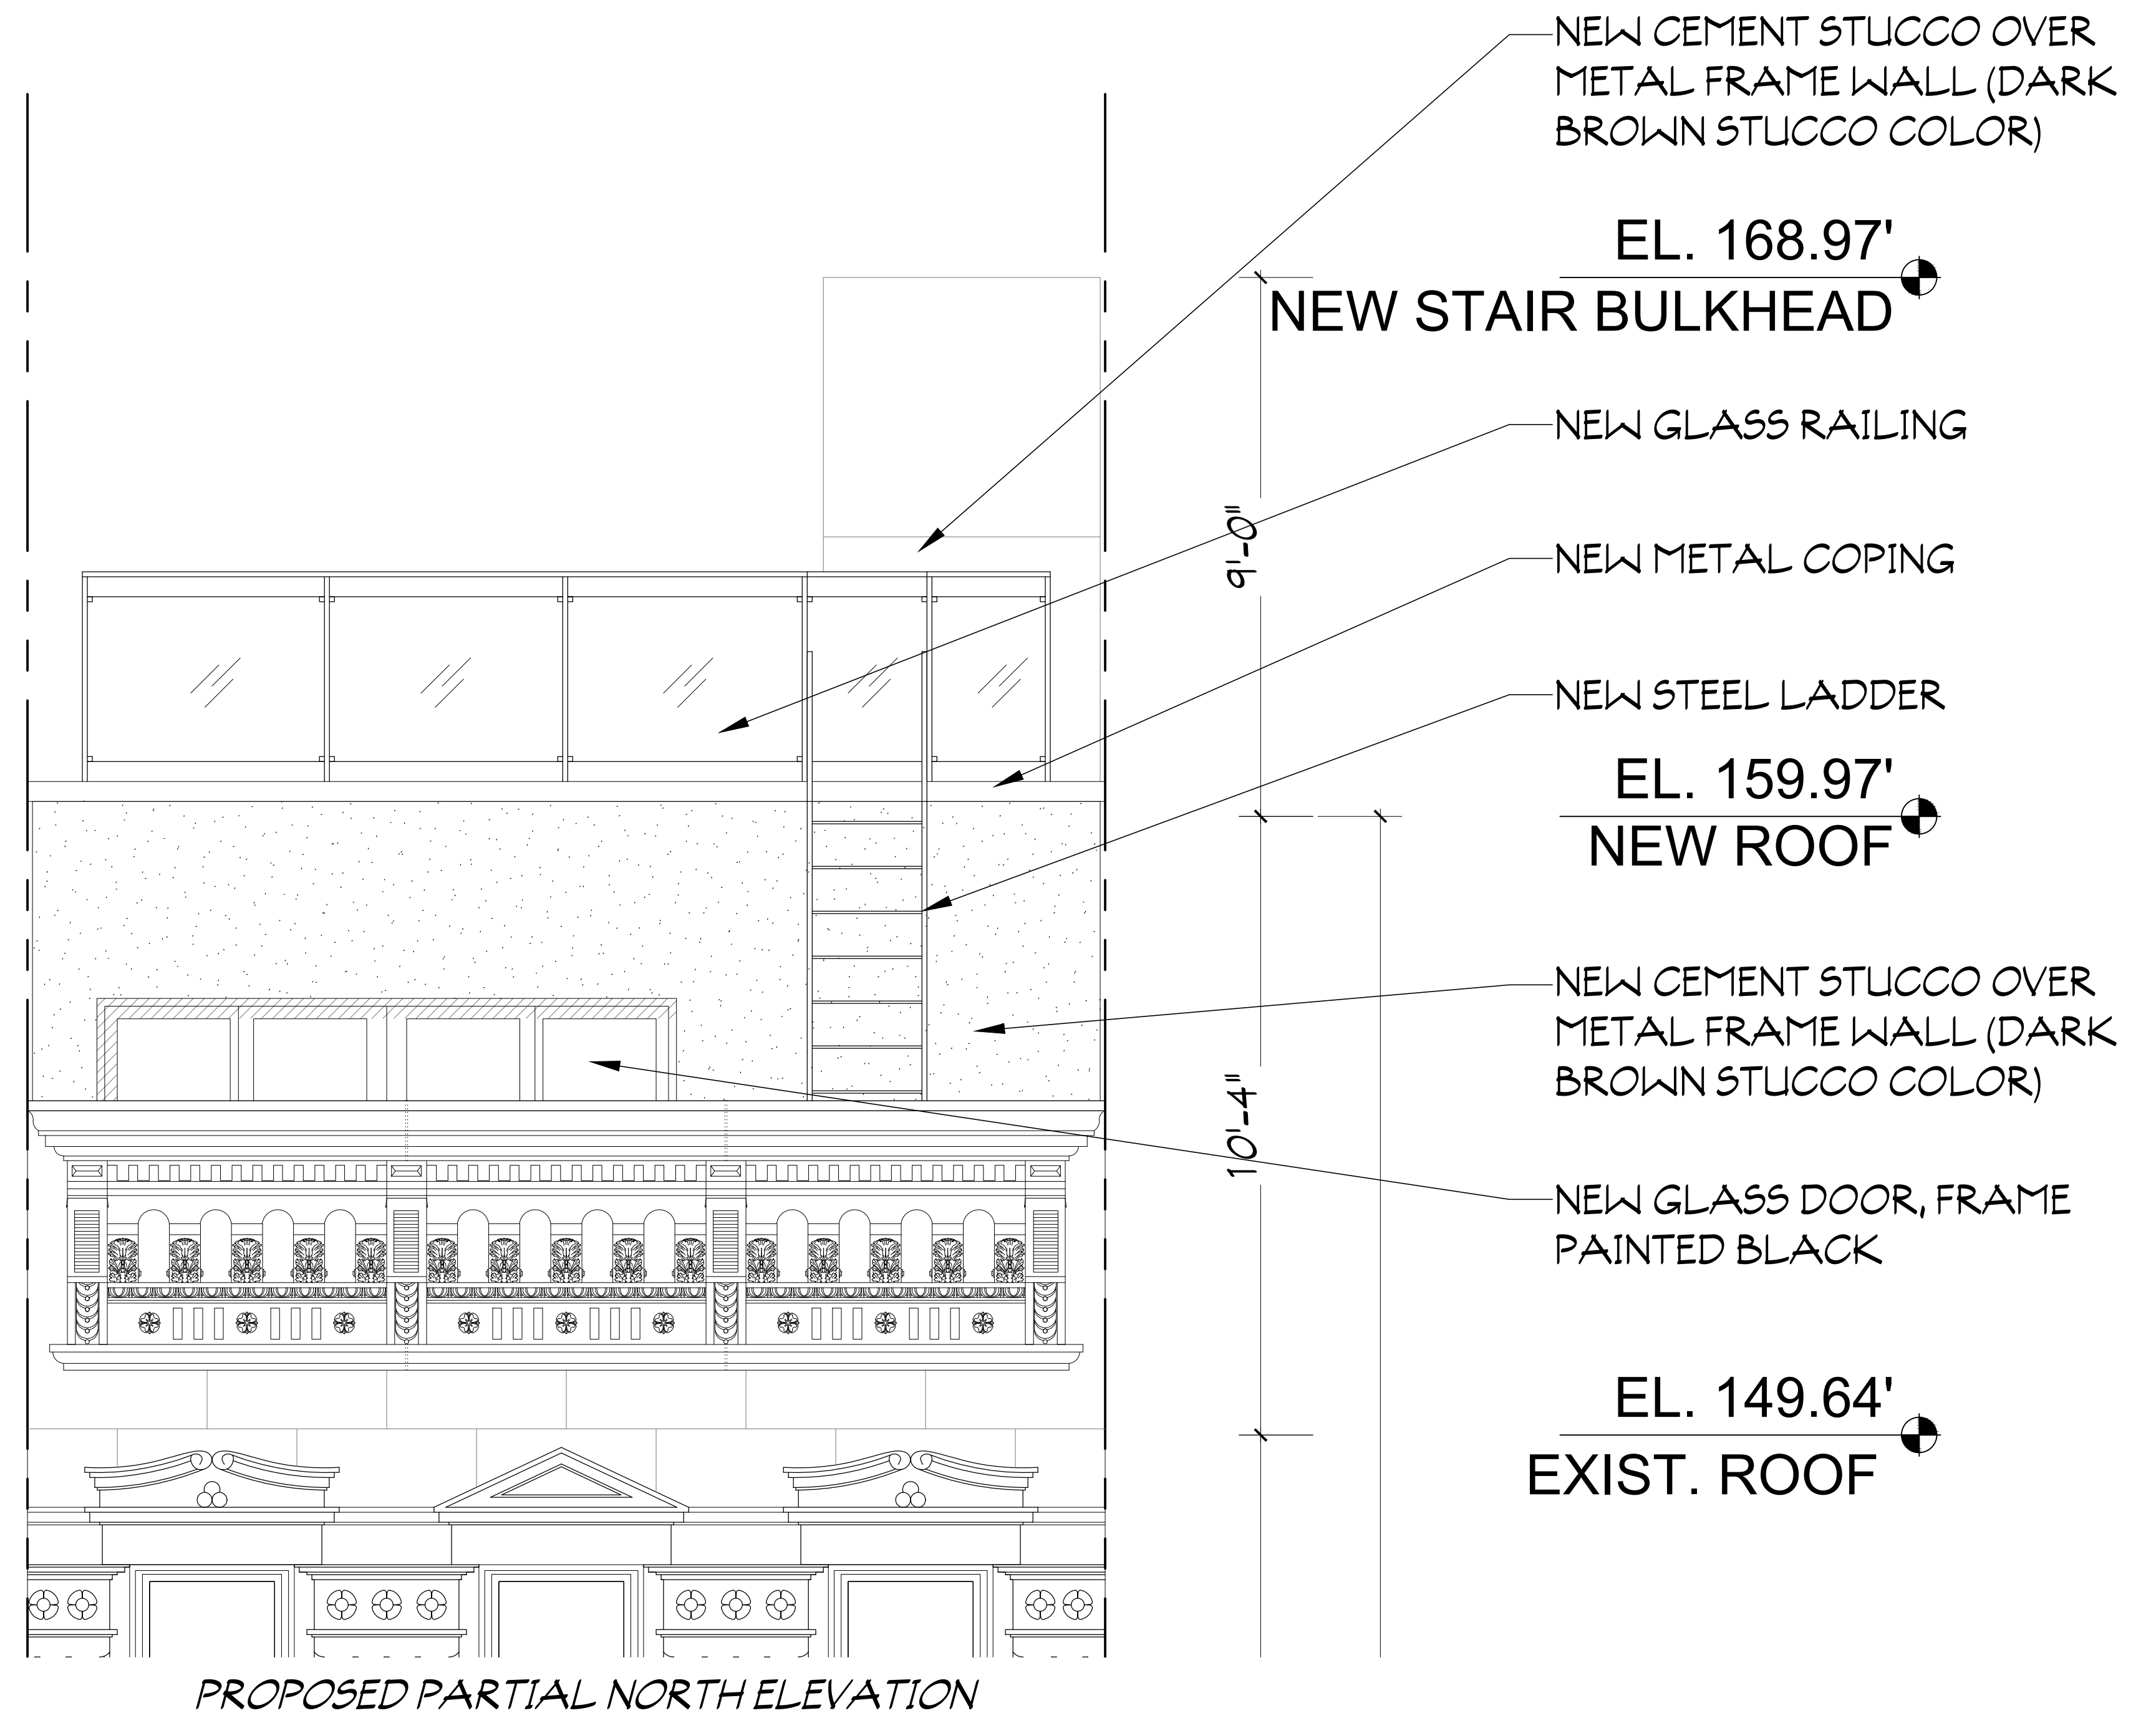 NEW CEMENT STUCCO OVER
METAL FRAME WALL (DARK
BROWN STUCCO COLOR)
EL. 168.97'
NEW STAIR BULKHEAD
NEW GLASS RAILING
9'-0"
NEW METAL COPING
NEW STEEL LADDER
EL. 159.97'
NEW ROOF
NEW CEMENT STUCCO OVER
METAL FRAME WALL (DARK
BROWN STUCCO COLOR)
10'-4"
NEW GLASS DOOR, FRAME
PAINTED BLACK
EL. 149.64'
EXIST. ROOF
PROPOSED PARTIAL NORTH ELEVATION